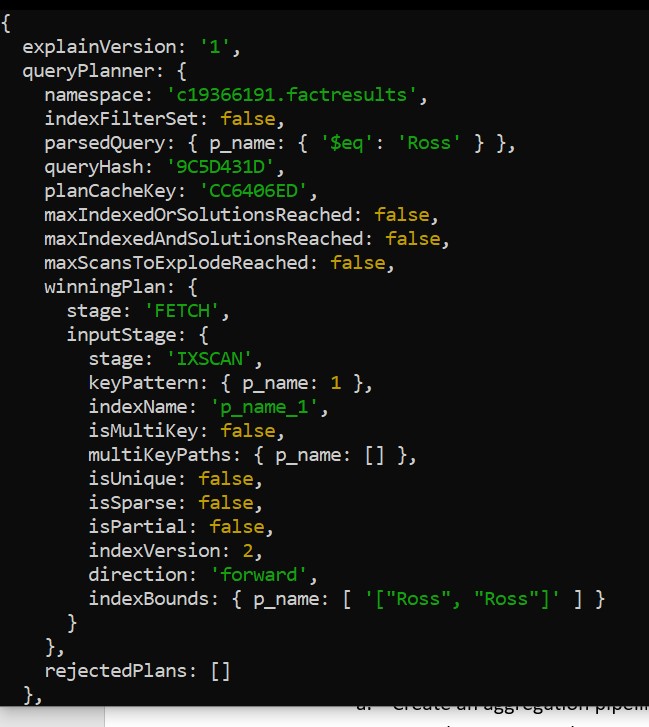 {
  explainVersion: '1',
  queryPlanner: {
    namespace: 'c19366191.factresults',
    indexFilterSet: false,
    parsedQuery: { p_name: { '$eq': 'Ross' } },
    queryHash: '9C5D431D',
    planCacheKey: 'CC6406ED',
    maxIndexedOrSolutionsReached: false,
    maxIndexedAndSolutionsReached: false,
    maxScansToExplodeReached: false,
    winningPlan: {
      stage: 'FETCH',
      inputStage: {
        stage: 'IXSCAN',
        keyPattern: { p_name: 1 },
        indexName: 'p_name_1',
        isMultiKey: false,
        multiKeyPaths: { p_name: [] },
        isUnique: false,
        isSparse: false,
        isPartial: false,
        indexVersion: 2,
        direction: 'forward',
        indexBounds: { p_name: [ '["Ross", "Ross"]' ] }
      }
    },
    rejectedPlans: []
  },
a. Create an aggregation